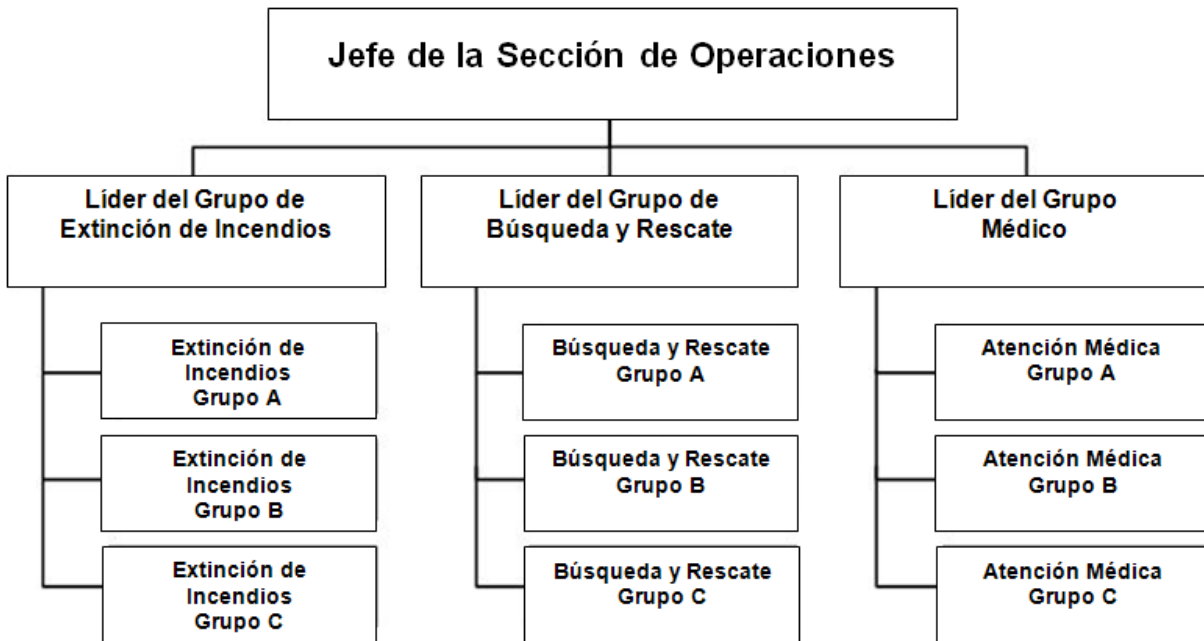 Jefe de la Sección de Operaciones
Líder del Grupo de
Extinción de Incendios
Líder del Grupo de
Búsqueda y Rescate
Líder del Grupo
Médico
Extinción de
Incendios
Grupo A
Extinción de
Incendios
Grupo B
Extinción de
Incendios
Grupo C
Búsqueda y Rescate
Grupo A
Búsqueda y Rescate
Grupo B
Búsqueda y Rescate
Grupo C
Atención Médica
Grupo A
Atención Médica
Grupo B
Atención Médica
Grupo C